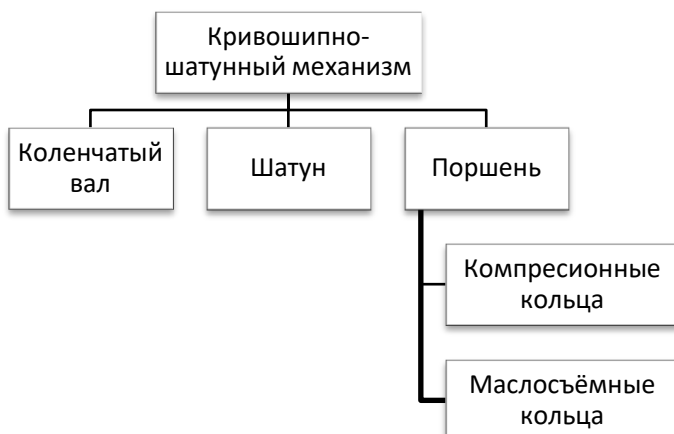 Кривошипно-
шатунный механизм
Коленчатый
вал
Шатун
Поршень
Компресионные
кольца
Маслосъёмные
кольца